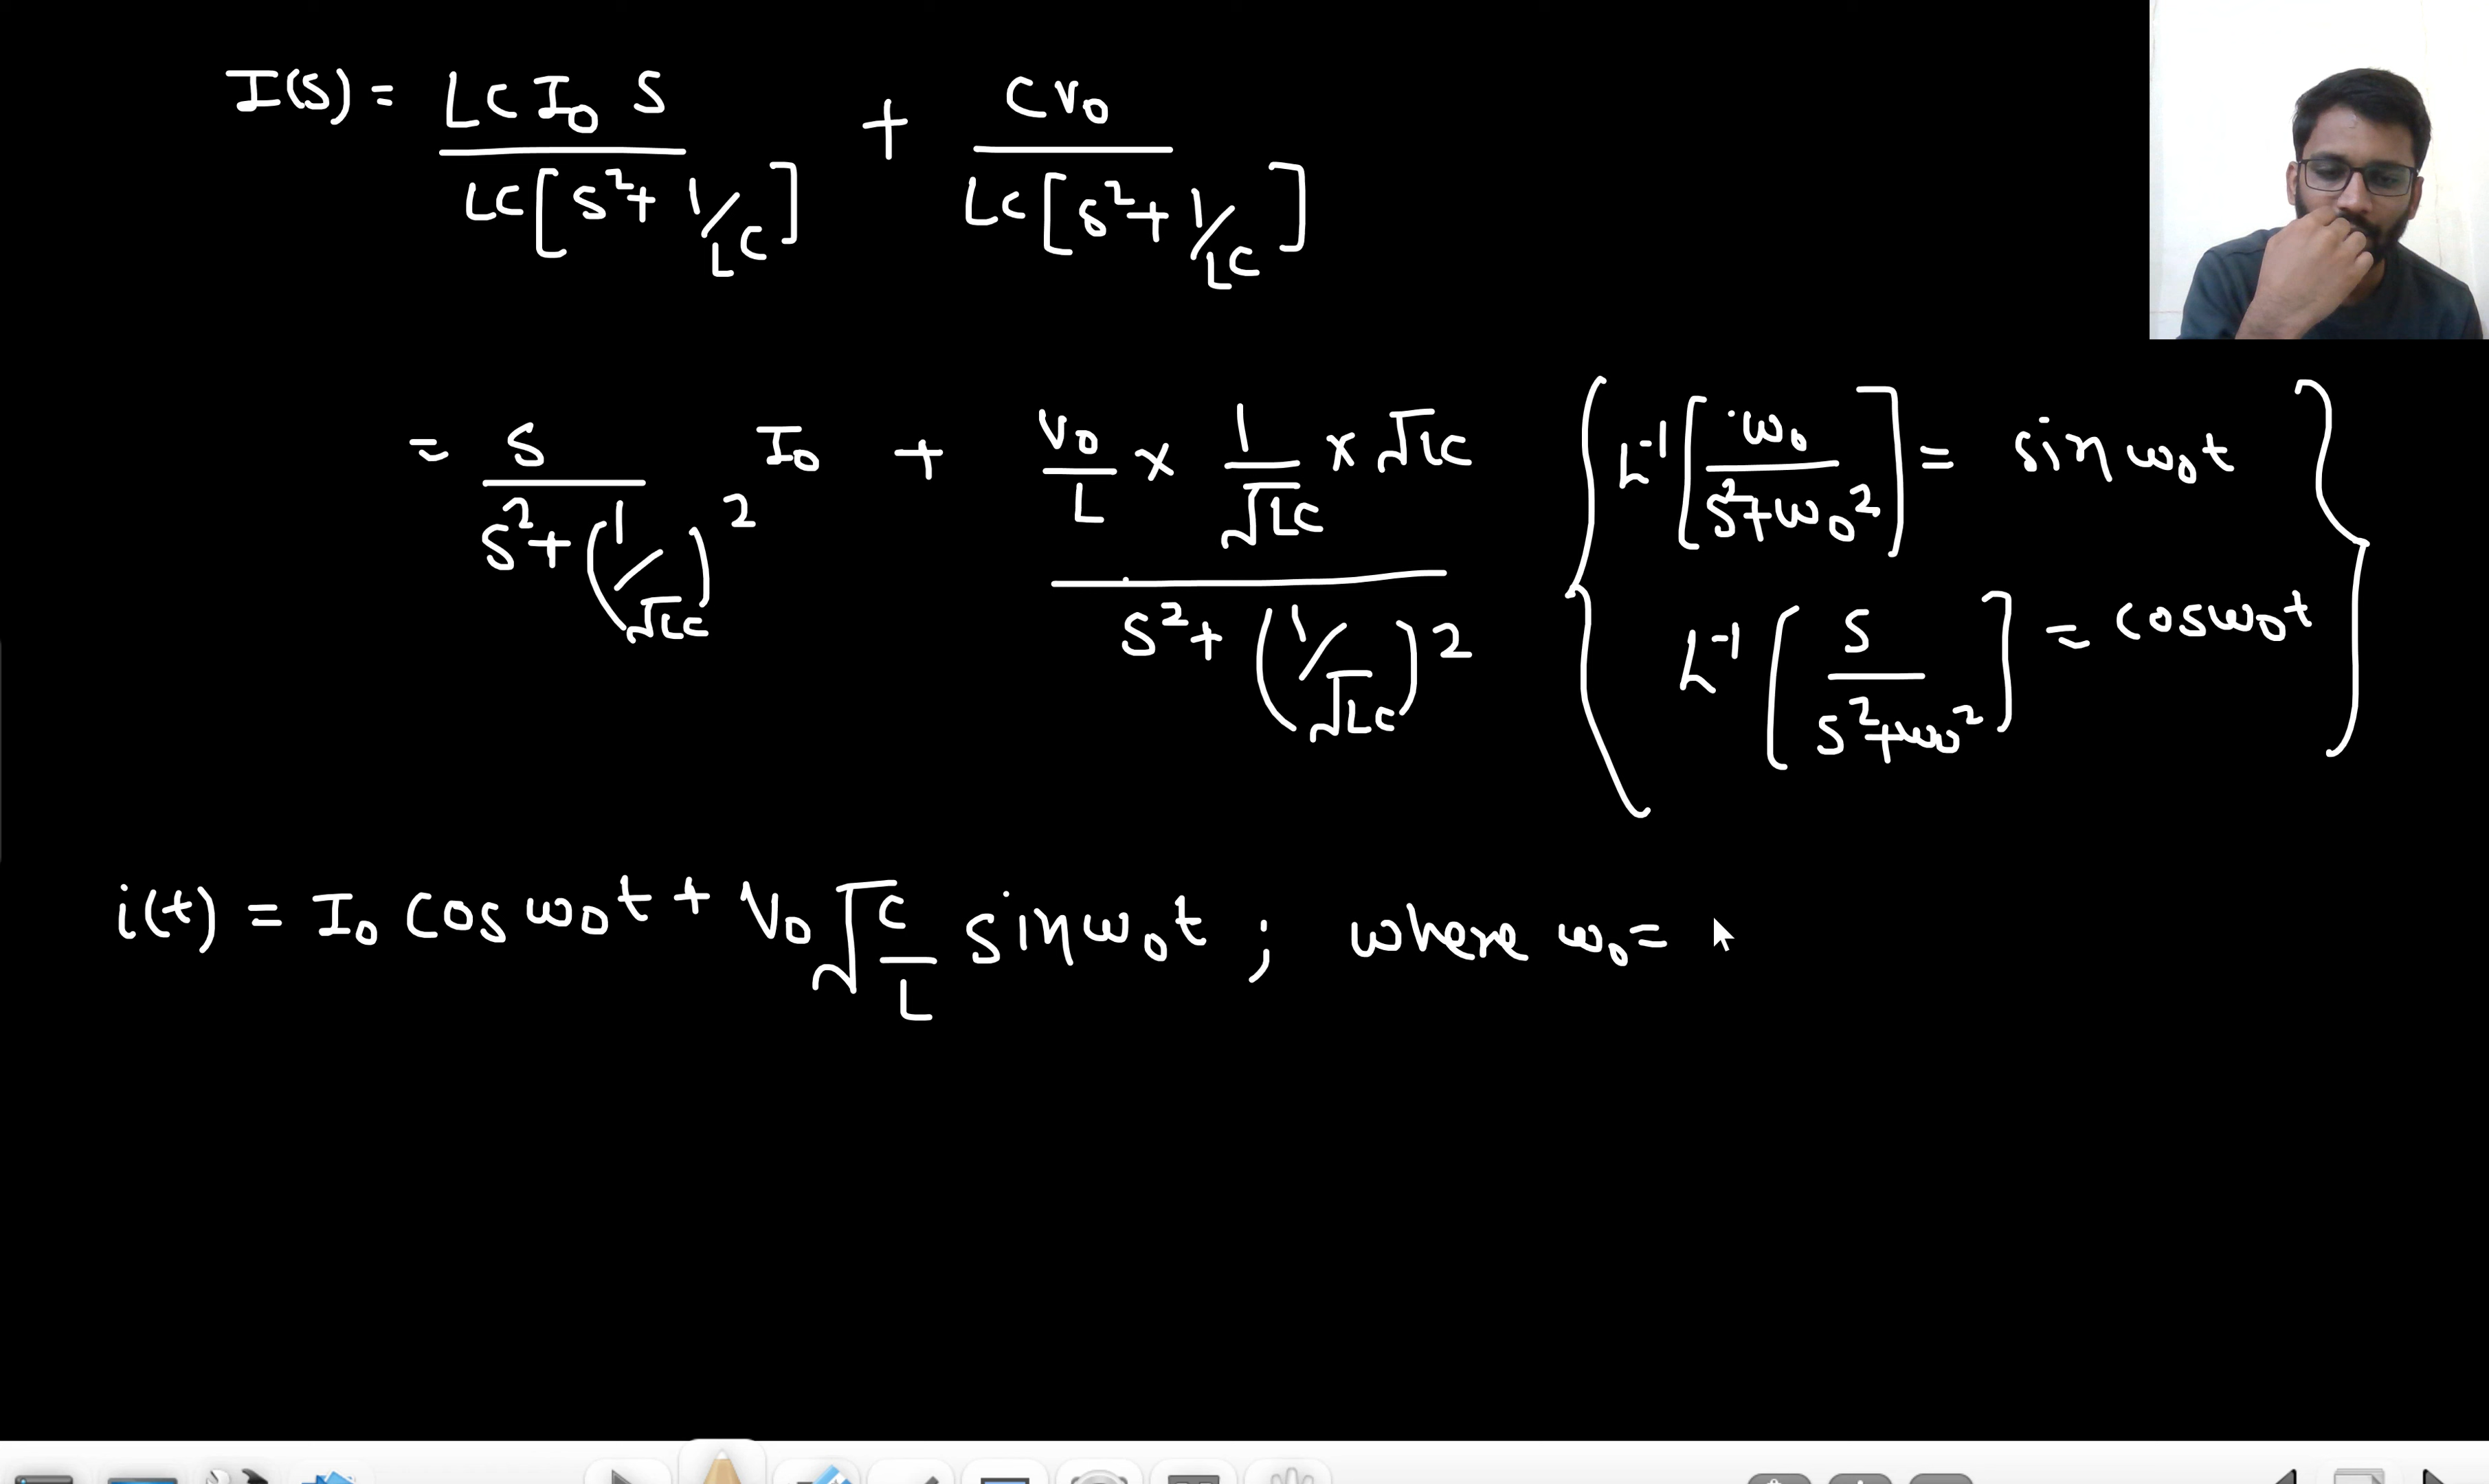 I(s) = LC I₀ S / LC[s² + 1/LC] + C V₀ / LC[s² + 1/LC]
= S / s² + (1/√LC)² I₀ + V₀/L × 1/√LC × √LC / s² + (1/√LC)² { L⁻¹[ω₀ / s²+ω₀²] = sin ω₀t
L⁻¹[s / s²+ω₀²] = cos ω₀t }
i(t) = I₀ cos ω₀t + V₀ √C/L sin ω₀t ; where ω₀ =